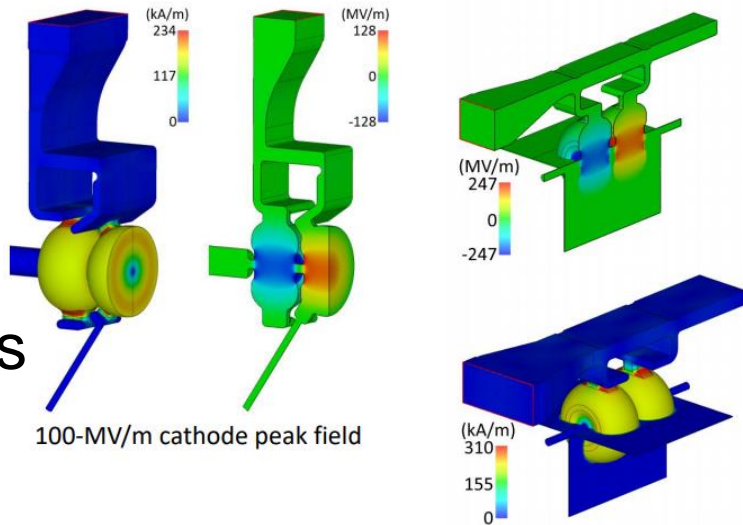 (kA/m)
234
117
0
(MV/m)
128
0
-128
(MV/m)
247
0
-247
s
100-MV/m cathode peak field
(kA/m)
310
155
0